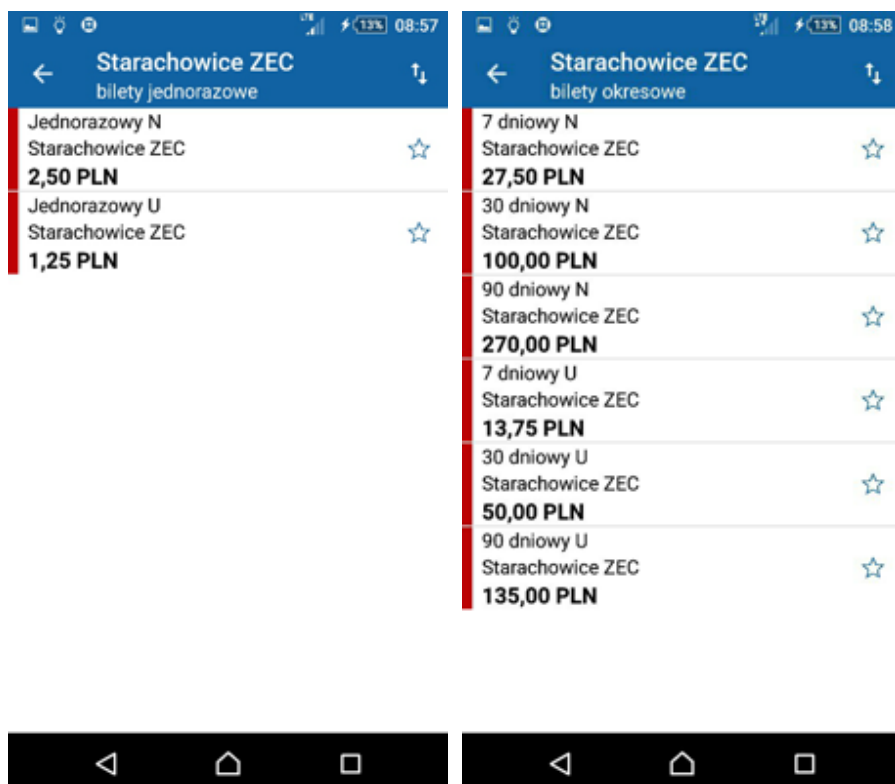 LTE
13%
08:57
Starachowice ZEC
bilety jednorazowe
Jednorazowy N
Starachowice ZEC
2,50 PLN
Jednorazowy U
Starachowice ZEC
1,25 PLN
13%
08:58
Starachowice ZEC
bilety okresowe
7 dniowy N
Starachowice ZEC
27,50 PLN
30 dniowy N
Starachowice ZEC
100,00 PLN
90 dniowy N
Starachowice ZEC
270,00 PLN
7 dniowy U
Starachowice ZEC
13,75 PLN
30 dniowy U
Starachowice ZEC
50,00 PLN
90 dniowy U
Starachowice ZEC
135,00 PLN